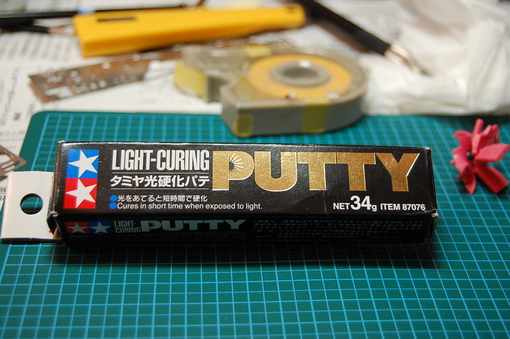 LIGHT-CURING
タミヤ光硬化パテ
PUTTY
光をあてると短時間で硬化
Cures in short time when exposed to light.
NET 34g ITEM 87076
LIGHT-
CURING PUTTY